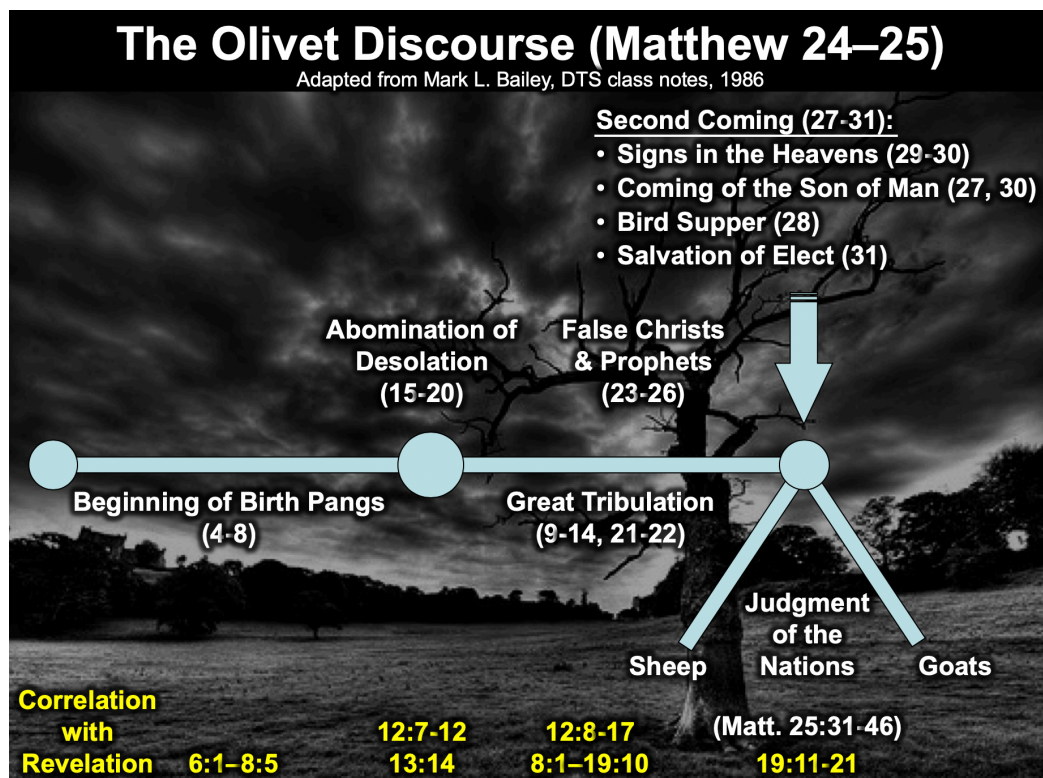 The Olivet Discourse (Matthew 24–25)
Adapted from Mark L. Bailey, DTS class notes, 1986
Second Coming (27-31):
• Signs in the Heavens (29-30)
• Coming of the Son of Man (27, 30)
• Bird Supper (28)
• Salvation of Elect (31)
Abomination of
Desolation
(15-20)
False Christs
& Prophets
(23-26)
Beginning of Birth Pangs
(4-8)
Great Tribulation
(9-14, 21-22)
Judgment
of the
Nations
Sheep
Goats
(Matt. 25:31-46)
Correlation
with
Revelation
6:1–8:5
12:7-12
13:14
12:8-17
8:1–19:10
19:11-21